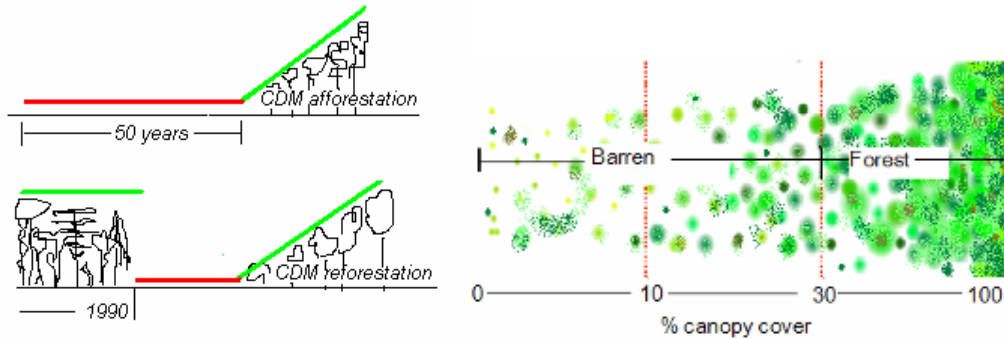 CDM afforestation
50 years
CDM reforestation
1990
Barren
Forest
0 10 30 100
% canopy cover